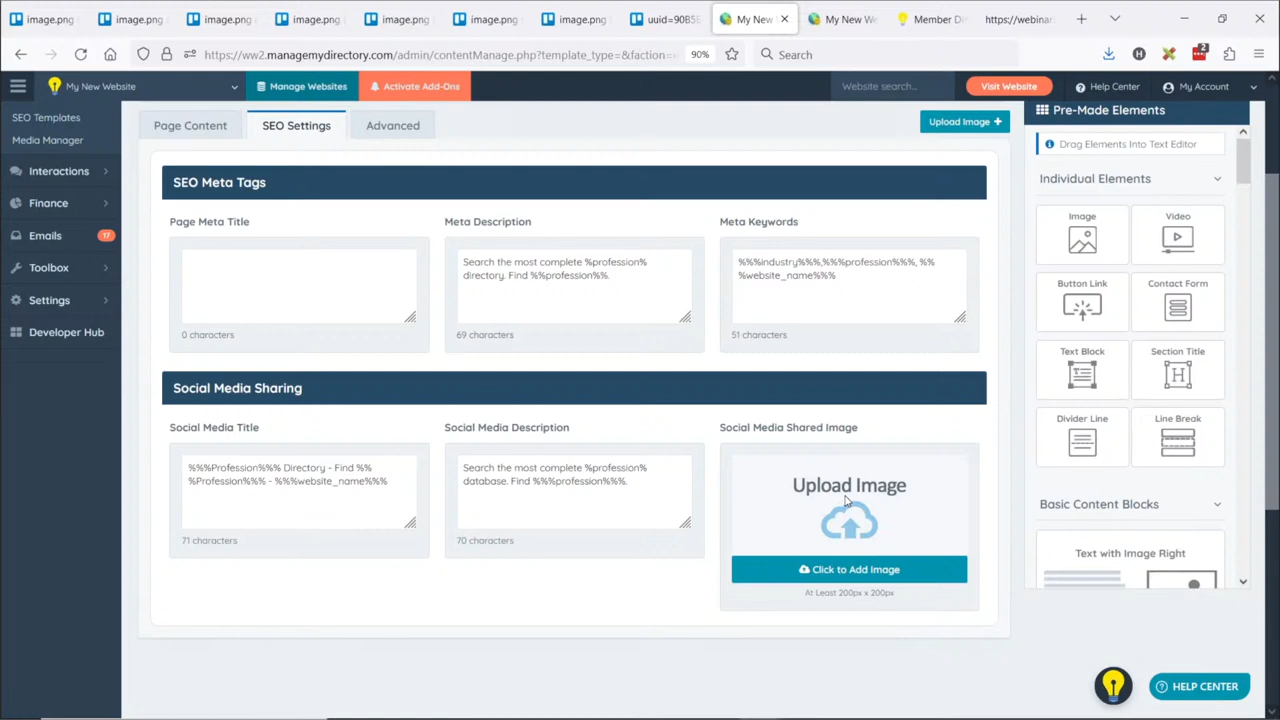 image.png
image.png
image.png
image.png
image.png
image.png
image.png
uuid=90B5E
My New
My New We
Member Di
https://webinar
https://ww2.managemydirectory.com/admin/contentManage.php?template_type=&faction=
90%
Search
2
My New Website
Manage Websites
Activate Add-Ons
Website search...
Visit Website
Help Center
My Account
SEO Templates
Media Manager
Interactions
Finance
Emails
17
Toolbox
Settings
Developer Hub
Page Content
SEO Settings
Advanced
Upload Image +
SEO Meta Tags
Page Meta Title
Meta Description
Meta Keywords
Search the most complete %profession%
directory. Find %%profession%%.
%%%industry%%%,%%%profession%%%, %%
%website_name%%%
0 characters
69 characters
51 characters
Social Media Sharing
Social Media Title
Social Media Description
Social Media Shared Image
%%%Profession%%% Directory - Find %%
%Profession%%% - %%%website_name%%%
Search the most complete %profession%
database. Find %%%profession%%%.
Upload Image
Click to Add Image
71 characters
70 characters
At Least 200px x 200px
Pre-Made Elements
Drag Elements Into Text Editor
Individual Elements
Image
Video
Button Link
Contact Form
Text Block
Section Title
H
Divider Line
Line Break
Basic Content Blocks
Text with Image Right
HELP CENTER